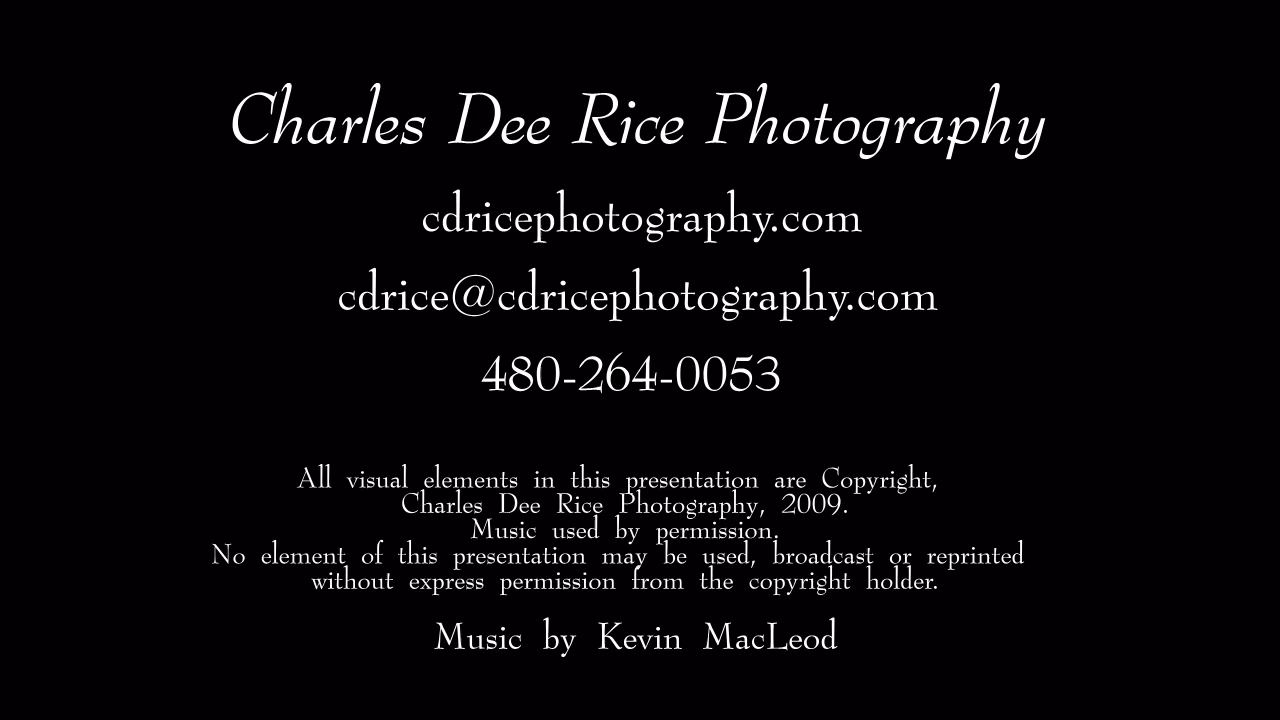 Charles Dee Rice Photography
cdricephotography.com
cdrice@cdricephotography.com
480-264-0053
All visual elements in this presentation are Copyright,
Charles Dee Rice Photography, 2009.
Music used by permission.
No element of this presentation may be used, broadcast or reprinted
without express permission from the copyright holder.
Music by Kevin MacLeod